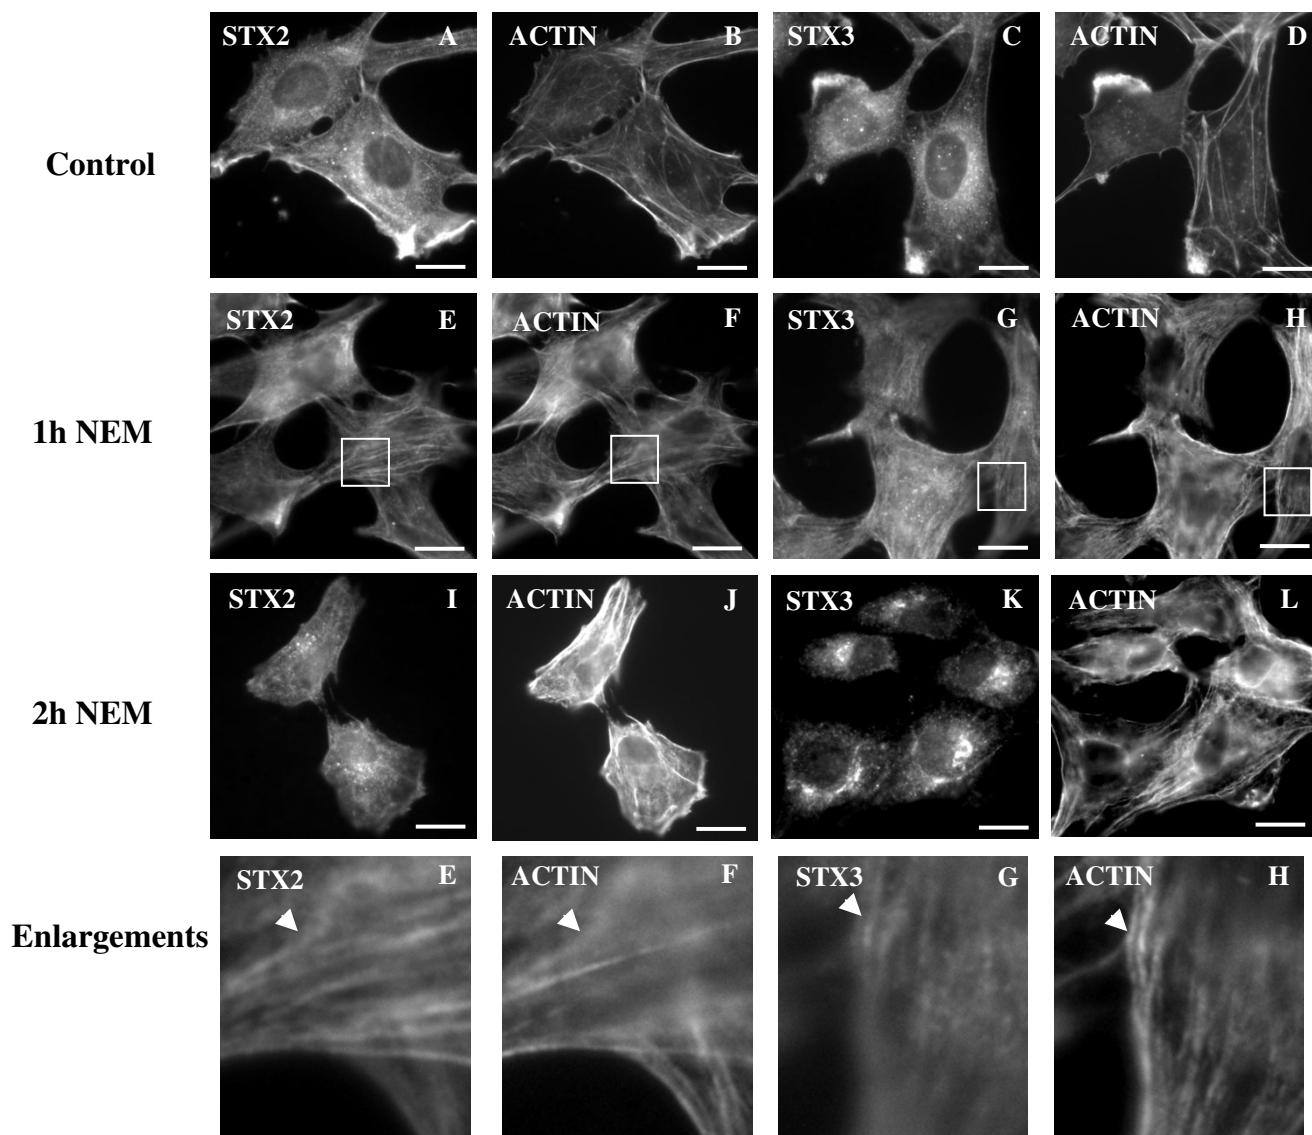 STX2 A ACTIN B STX3 C ACTIN D
Control
STX2 E ACTIN F STX3 G ACTIN H
1h NEM
STX2 I ACTIN J STX3 K ACTIN L
2h NEM
STX2 E ACTIN F STX3 G ACTIN H
Enlargements